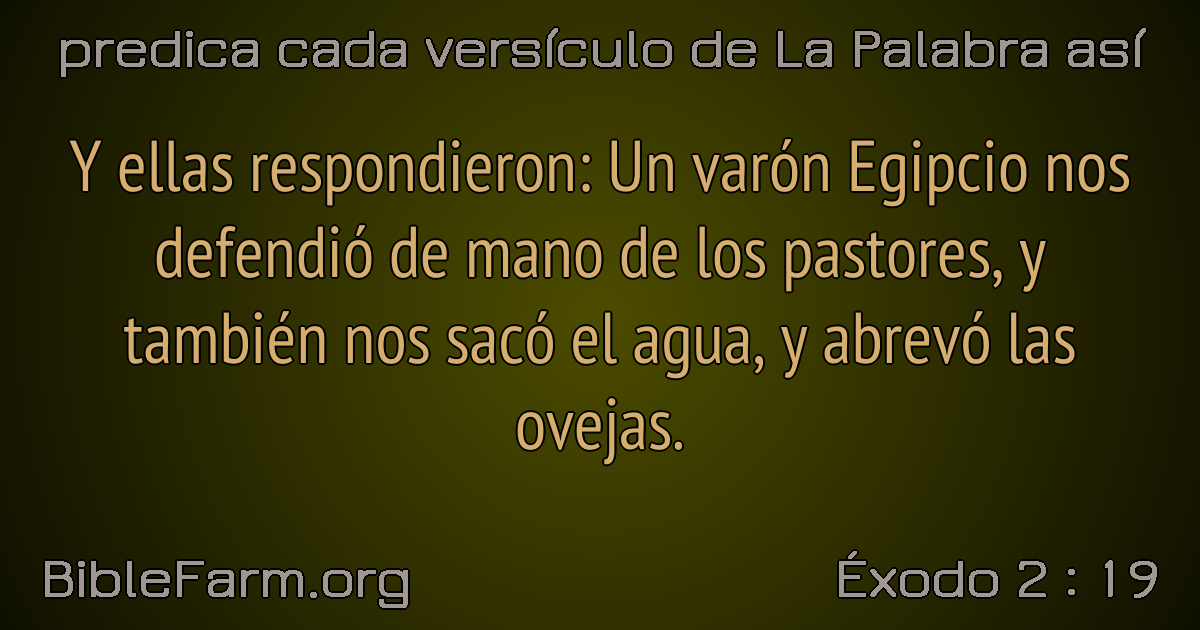 predica cada versículo de La Palabra así
Y ellas respondieron: Un varón Egipcio nos
defendió de mano de los pastores, y
también nos sacó el agua, y abrevó las
ovejas.
BibleFarm.org
Éxodo 2 : 19